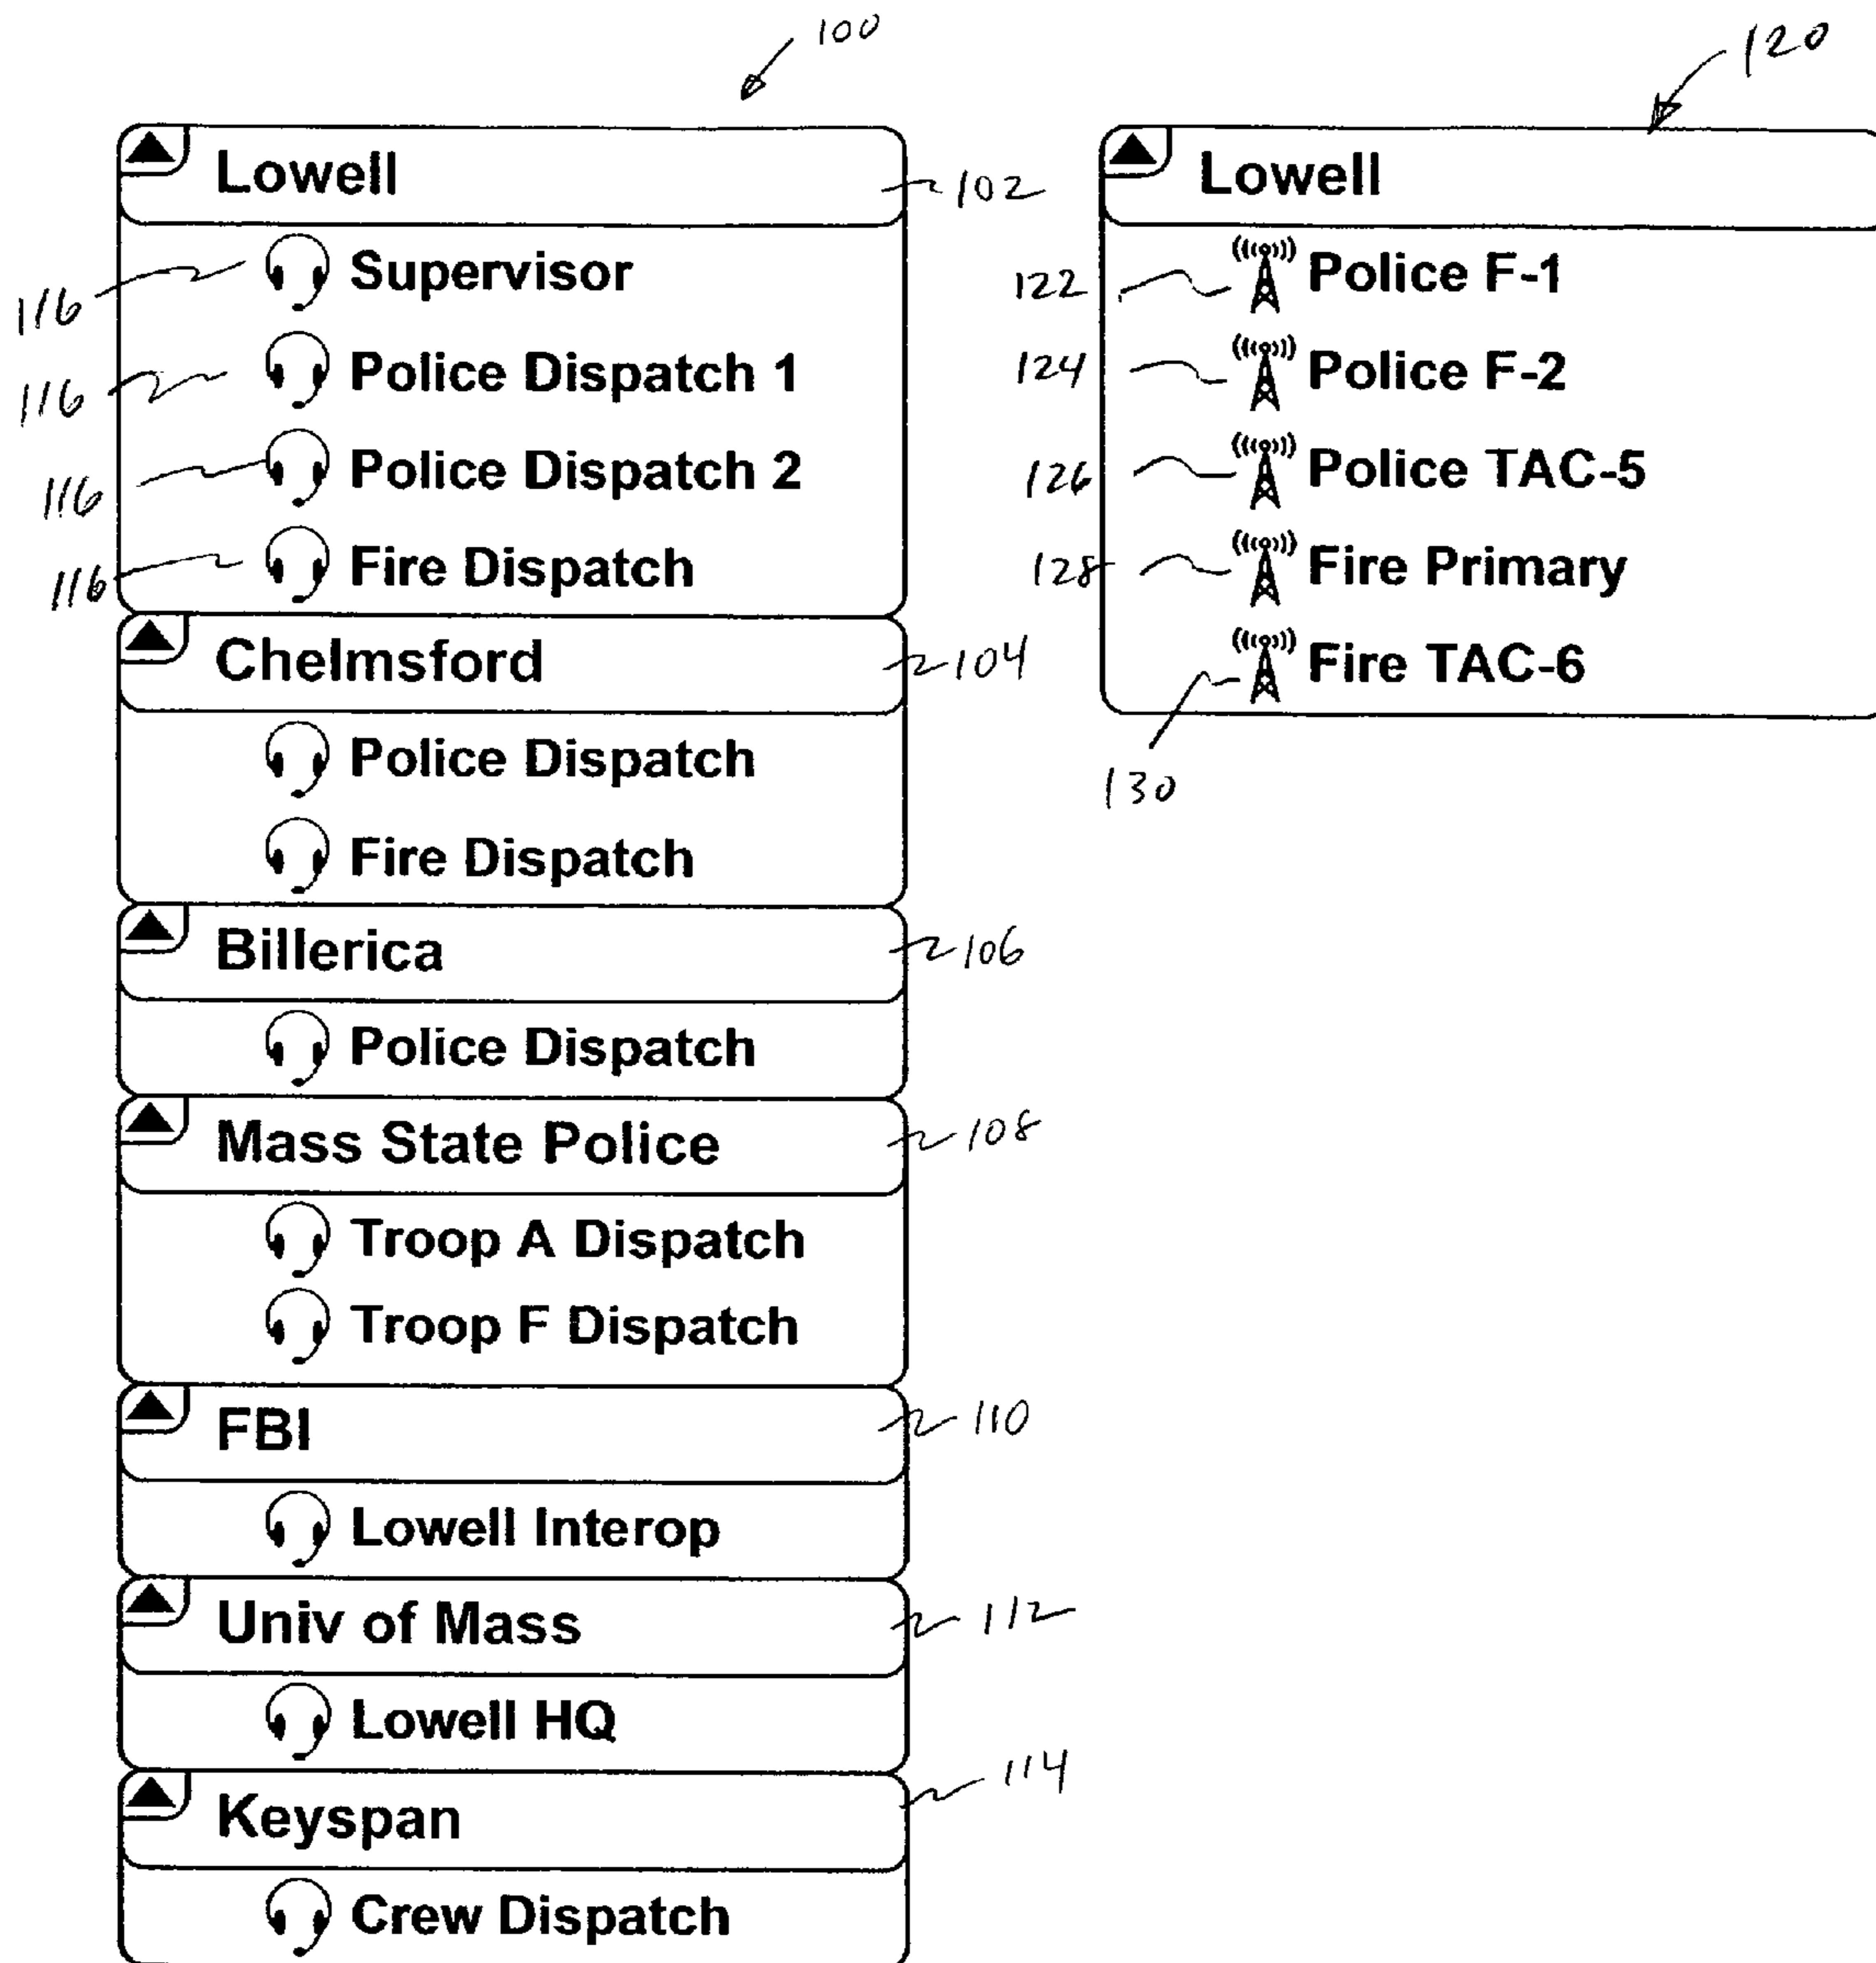 100
Lowell
102
116
Supervisor
116
Police Dispatch 1
116
Police Dispatch 2
116
Fire Dispatch
Chelmsford
104
Police Dispatch
Fire Dispatch
Billerica
106
Police Dispatch
Mass State Police
108
Troop A Dispatch
Troop F Dispatch
FBI
110
Lowell Interop
Univ of Mass
112
Lowell HQ
Keyspan
114
Crew Dispatch
120
Lowell
122
Police F-1
124
Police F-2
126
Police TAC-5
128
Fire Primary
Fire TAC-6
130